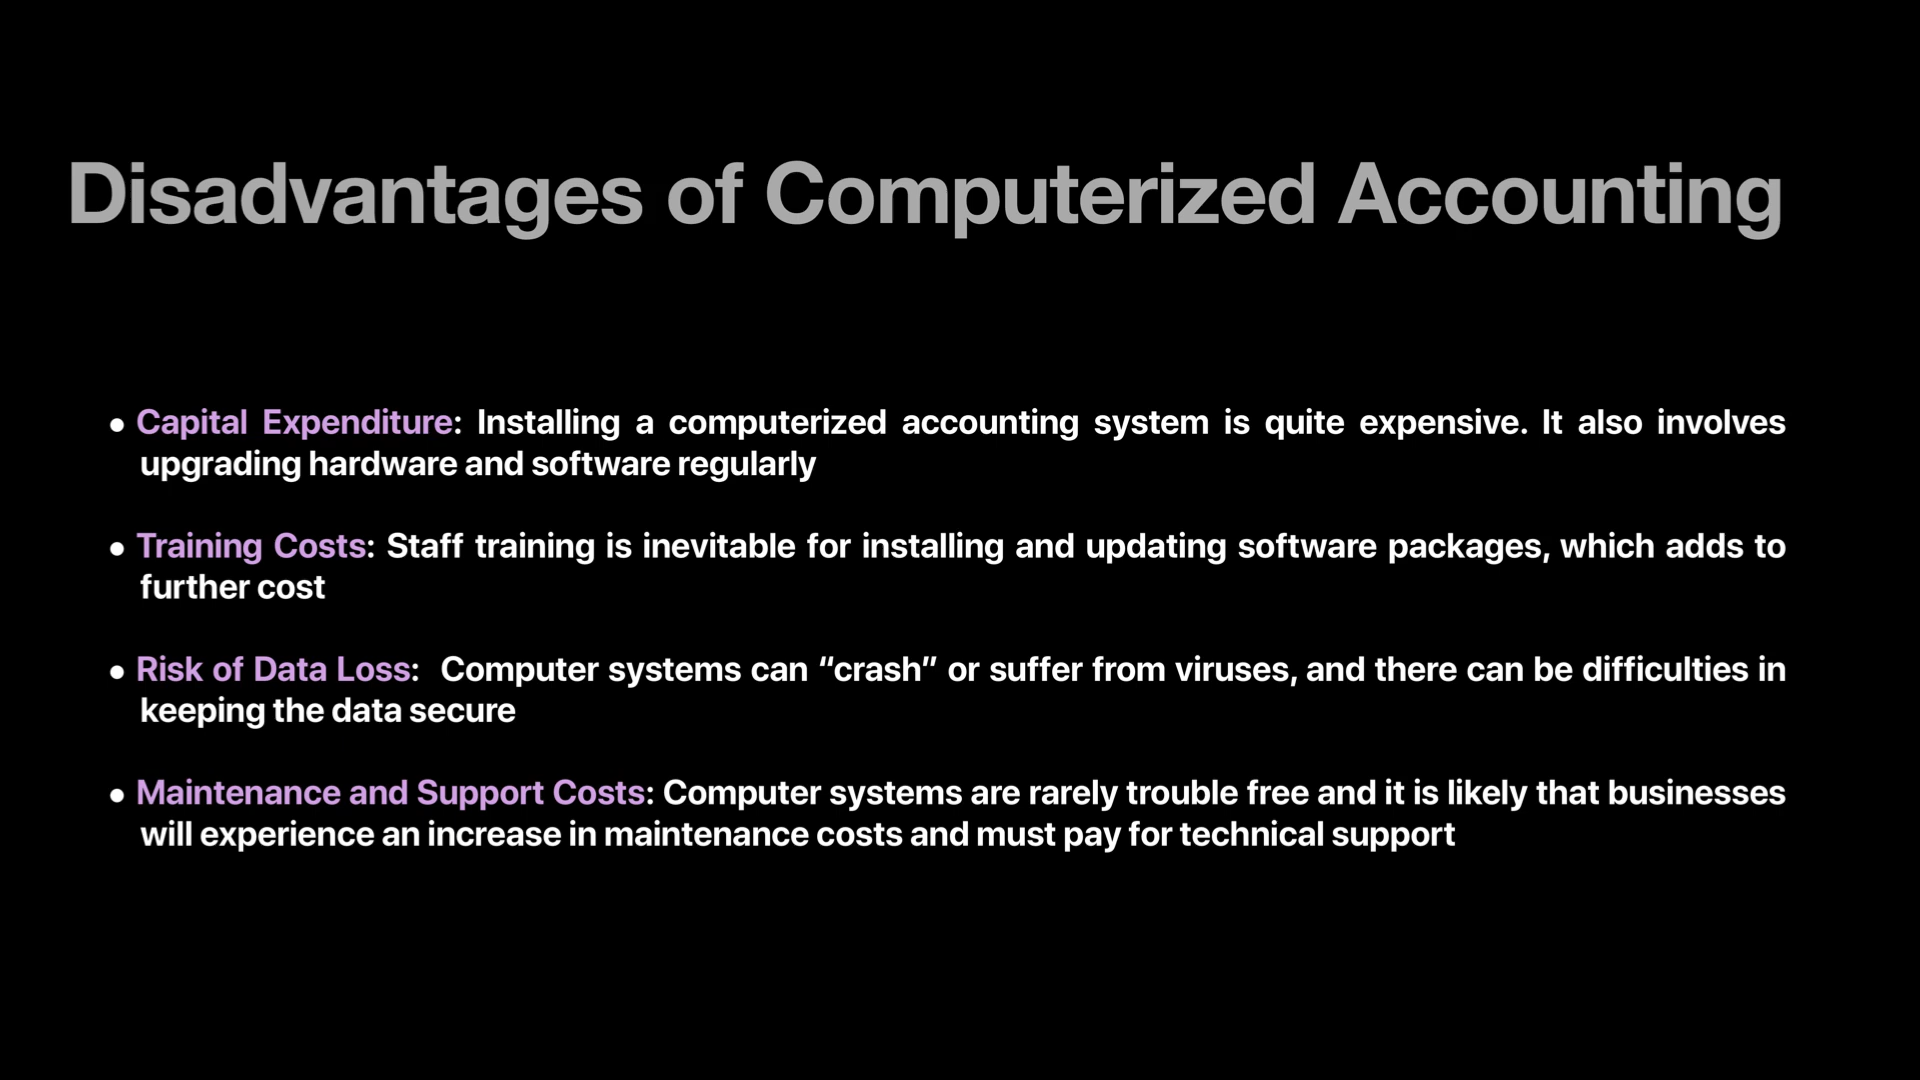 Disadvantages of Computerized Accounting
• Capital Expenditure: Installing a computerized accounting system is quite expensive. It also involves
upgrading hardware and software regularly
• Training Costs: Staff training is inevitable for installing and updating software packages, which adds to
further cost
• Risk of Data Loss:  Computer systems can “crash” or suffer from viruses, and there can be difficulties in
keeping the data secure
• Maintenance and Support Costs: Computer systems are rarely trouble free and it is likely that businesses
will experience an increase in maintenance costs and must pay for technical support